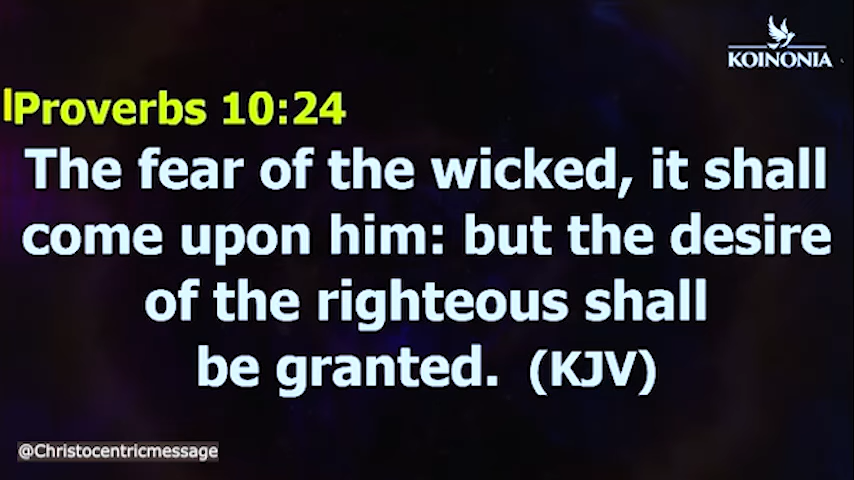 KOINONIA
Proverbs 10:24
The fear of the wicked, it shall
come upon him: but the desire
of the righteous shall
be granted. (KJV)
@Christocentricmessage